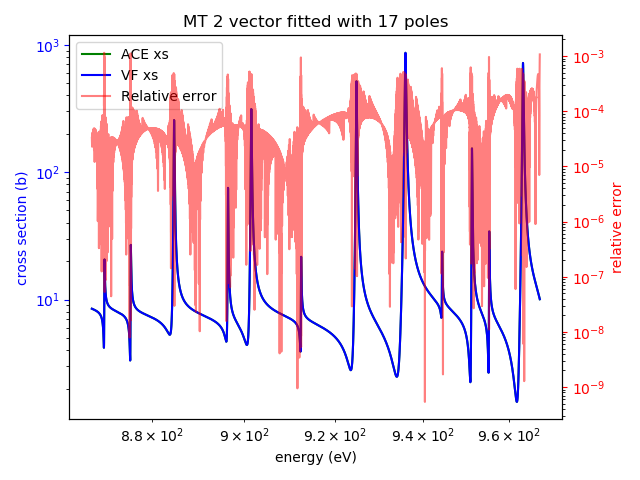 MT 2 vector fitted with 17 poles
ACE xs
VF xs
Relative error
cross section (b)
10³
10²
10¹
relative error
10⁻³
10⁻⁴
10⁻⁵
10⁻⁶
10⁻⁷
10⁻⁸
10⁻⁹
8.8 × 10² 9 × 10² 9.2 × 10² 9.4 × 10² 9.6 × 10²
energy (eV)